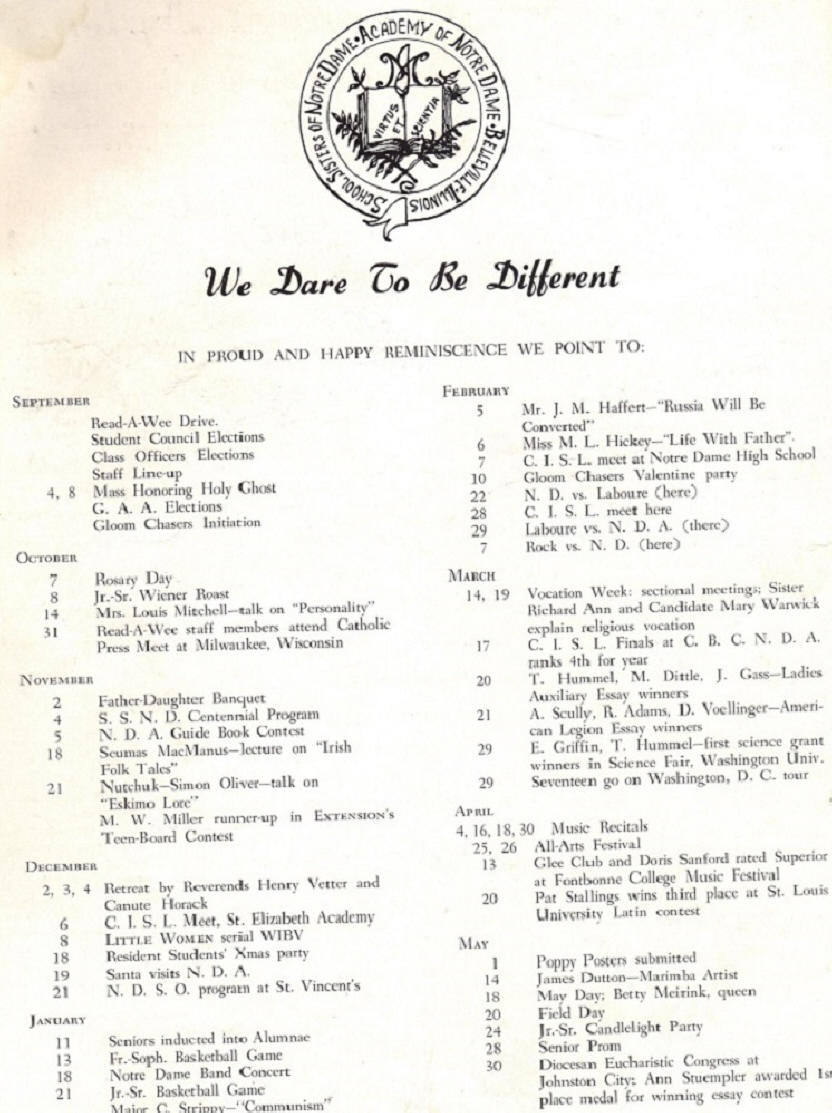 SCHOOL SISTERS OF NOTRE DAME • ACADEMY OF NOTRE DAME • BELLEVILLE-ILLINOIS
VIRTUS ET SCIENTIA
We Dare To Be Different
IN PROUD AND HAPPY REMINISCENCE WE POINT TO:
SEPTEMBER
Read-A-Wee Drive.
Student Council Elections
Class Officers Elections
Staff Line-up
4, 8 Mass Honoring Holy Ghost
G. A. A. Elections
Gloom Chasers Initiation
OCTOBER
7 Rosary Day
8 Jr.-Sr. Wiener Roast
14 Mrs. Louis Mitchell—talk on "Personality"
31 Read-A-Wee staff members attend Catholic
Press Meet at Milwaukee, Wisconsin
NOVEMBER
2 Father-Daughter Banquet
4 S. S. N. D. Centennial Program
5 N. D. A. Guide Book Contest
18 Seumas MacManus—lecture on "Irish
Folk Tales"
21 Nutchuk—Simon Oliver—talk on
"Eskimo Lore"
M. W. Miller runner-up in EXTENSION'S
Teen-Board Contest
DECEMBER
2, 3, 4 Retreat by Reverends Henry Vetter and
Canute Horack
6 C. I. S. L. Meet, St. Elizabeth Academy
8 LITTLE WOMEN serial WIBV
18 Resident Students' Xmas party
19 Santa visits N. D. A.
21 N. D. S. O. program at St. Vincent's
JANUARY
11 Seniors inducted into Alumnae
13 Fr.-Soph. Basketball Game
18 Notre Dame Band Concert
21 Jr.-Sr. Basketball Game
Major C. Strippy—"Communism"
FEBRUARY
5 Mr. J. M. Haffert—"Russia Will Be
Converted"
6 Miss M. L. Hickey—"Life With Father".
7 C. I. S. L. meet at Notre Dame High School
10 Gloom Chasers Valentine party
22 N. D. vs. Laboure (here)
28 C. I. S. L. meet here
29 Laboure vs. N. D. A. (there)
7 Rock vs. N. D. (here)
MARCH
14, 19 Vocation Week: sectional meetings; Sister
Richard Ann and Candidate Mary Warwick
explain religious vocation
17 C. I. S. L. Finals at C. B. C. N. D. A.
ranks 4th for year
20 T. Hummel, M. Dittle, J. Gass—Ladies
Auxiliary Essay winners
21 A. Scully, R. Adams, D. Voellinger—Ameri-
can Legion Essay winners
29 E. Griffin, T. Hummel—first science grant
winners in Science Fair, Washington Univ.
29 Seventeen go on Washington, D. C. tour
APRIL
4, 16, 18, 30 Music Recitals
25, 26 All-Arts Festival
13 Glee Club and Doris Sanford rated Superior
at Fontbonne College Music Festival
20 Pat Stallings wins third place at St. Louis
University Latin contest
MAY
1 Poppy Posters submitted
14 James Dutton—Marimba Artist
18 May Day; Betty Meirink, queen
20 Field Day
24 Jr.-Sr. Candlelight Party
28 Senior Prom
30 Diocesan Eucharistic Congress at
Johnston City; Ann Stuempler awarded 1st
place medal for winning essay contest